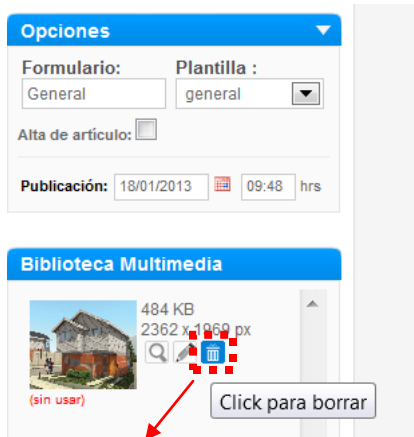 Opciones
Formulario: Plantilla :
General general
Alta de artículo:
Publicación: 18/01/2013 09:48 hrs
Biblioteca Multimedia
484 KB
2362 x 1969 px
(sin usar)
Click para borrar